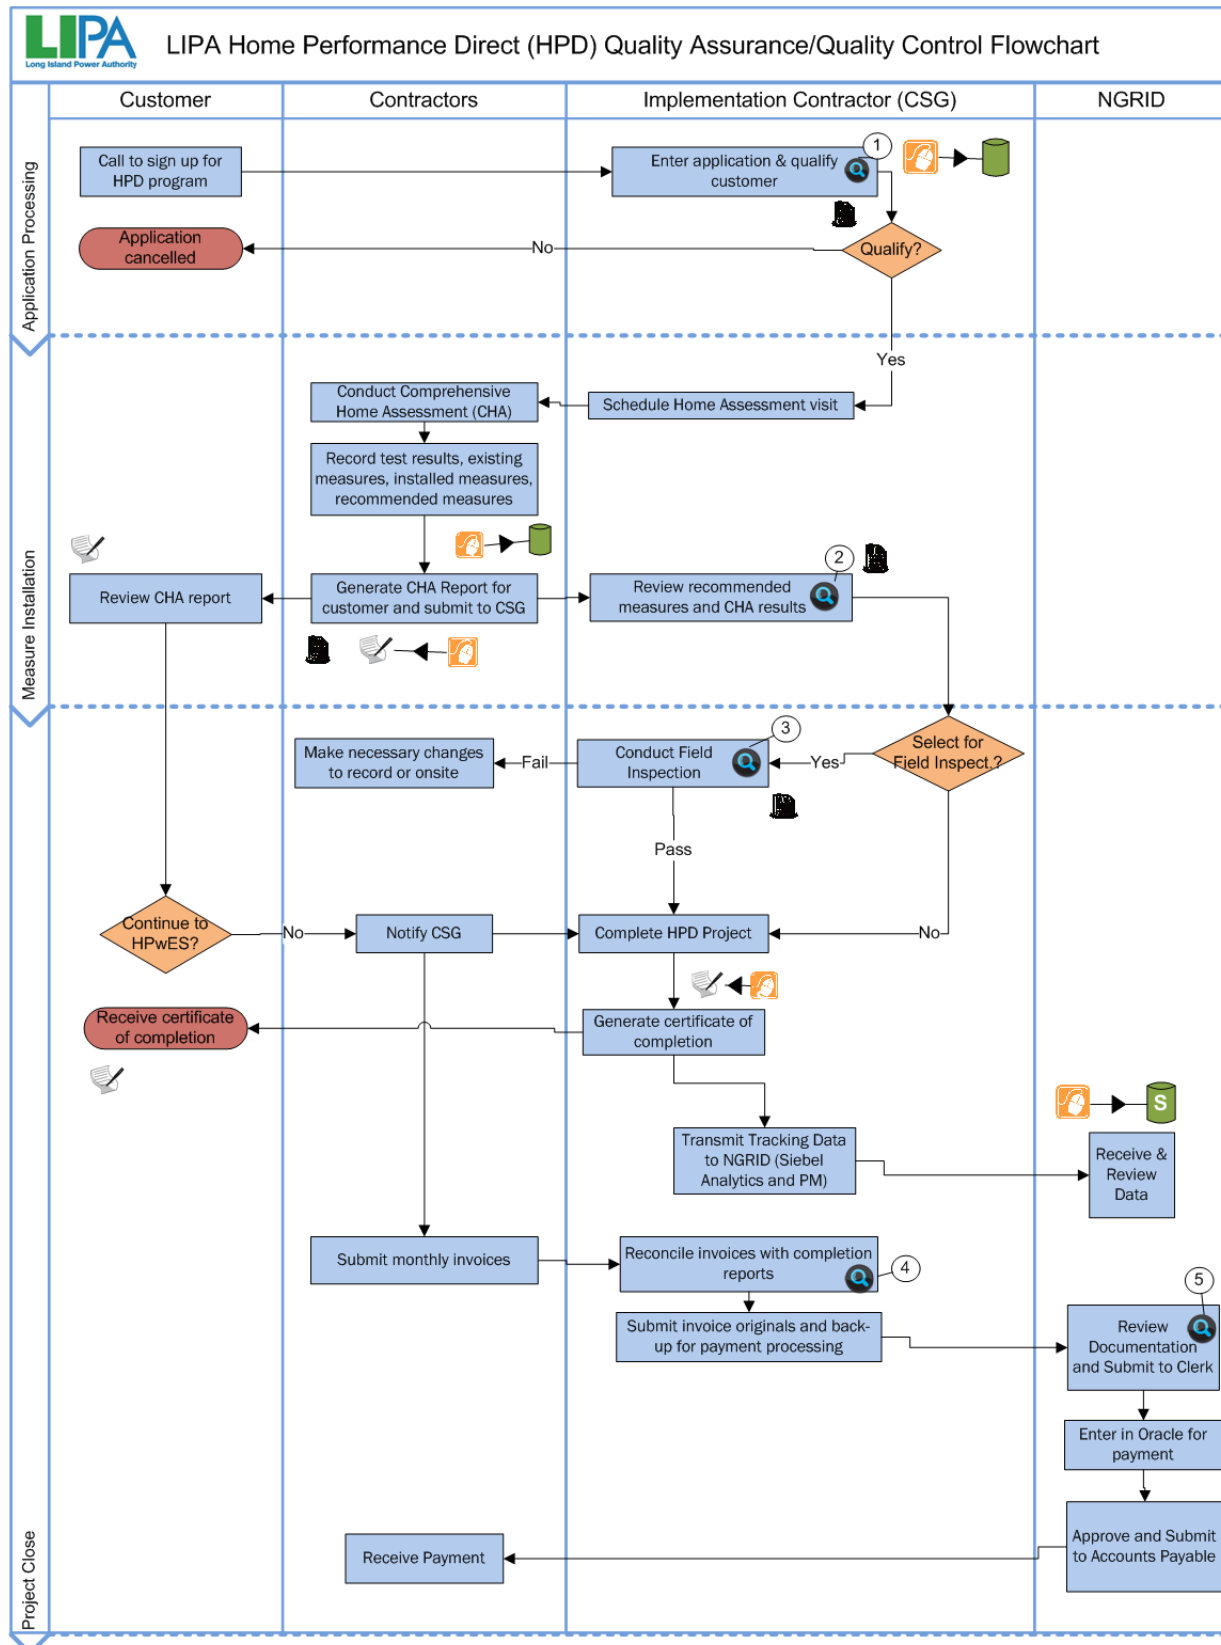 LIPA
Long Island Power Authority
LIPA Home Performance Direct (HPD) Quality Assurance/Quality Control Flowchart
Customer
Contractors
Implementation Contractor (CSG)
NGRID
Application Processing
Call to sign up for
HPD program
Enter application & qualify
customer
1
Application
cancelled
No
Qualify?
Yes
Measure Installation
Conduct Comprehensive
Home Assessment (CHA)
Schedule Home Assessment visit
Record test results, existing
measures, installed measures,
recommended measures
Review CHA report
Generate CHA Report for
customer and submit to CSG
Review recommended
measures and CHA results
2
Project Close
Make necessary changes
to record or onsite
Fail
Conduct Field
Inspection
3
Yes
Select for
Field Inspect.?
Pass
Continue to
HPwES?
No
Notify CSG
Complete HPD Project
No
Receive certificate
of completion
Generate certificate of
completion
S
Transmit Tracking Data
to NGRID (Siebel
Analytics and PM)
Receive &
Review
Data
Submit monthly invoices
Reconcile invoices with completion
reports
4
Submit invoice originals and back-
up for payment processing
5
Review
Documentation
and Submit to Clerk
Enter in Oracle for
payment
Receive Payment
Approve and Submit
to Accounts Payable